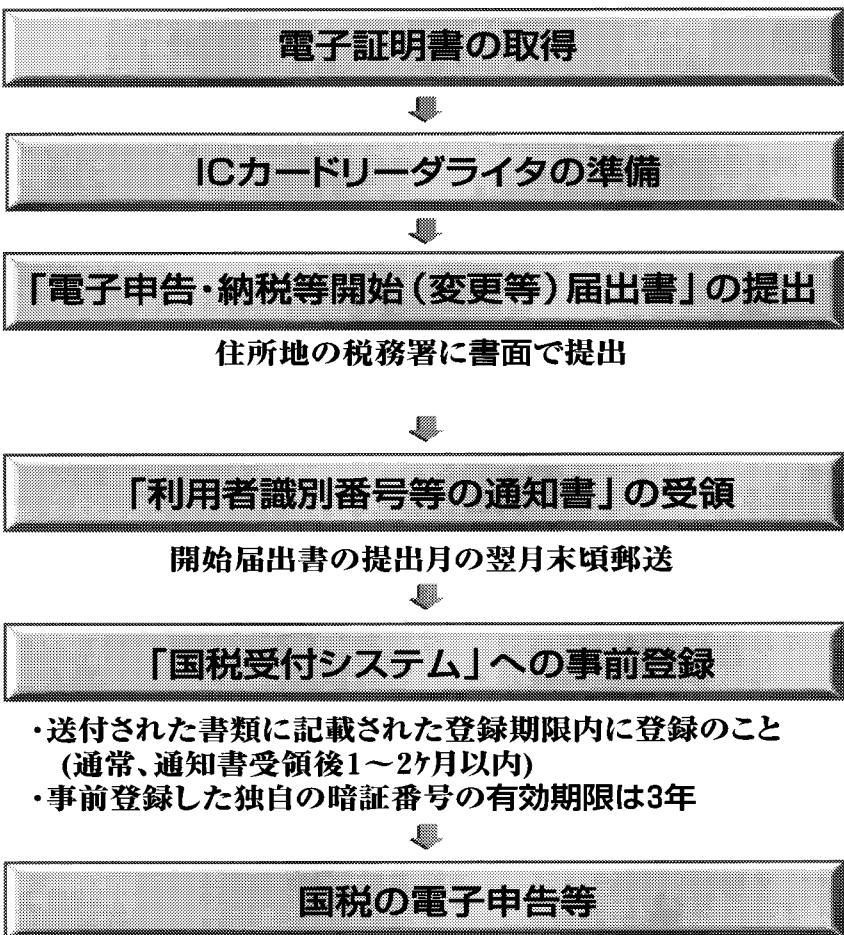 電子証明書の取得
ICカードリーダライタの準備
「電子申告・納税等開始(変更等)届出書」の提出
住所地の税務署に書面で提出
「利用者識別番号等の通知書」の受領
開始届出書の提出月の翌月末頃郵送
「国税受付システム」への事前登録
・送付された書類に記載された登録期限内に登録のこと
(通常、通知書受領後1〜2ケ月以内)
・事前登録した独自の暗証番号の有効期限は3年
国税の電子申告等